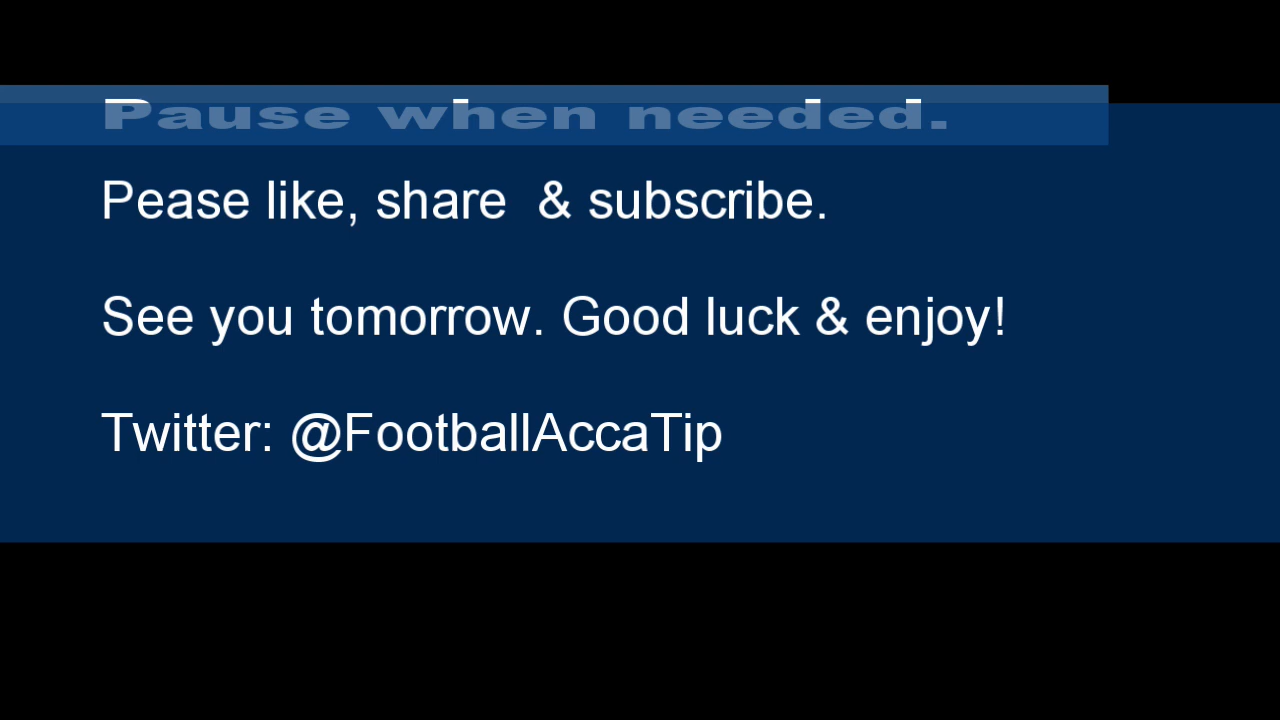 Pause when needed.
Pease like, share  & subscribe.
See you tomorrow. Good luck & enjoy!
Twitter: @FootballAccaTip